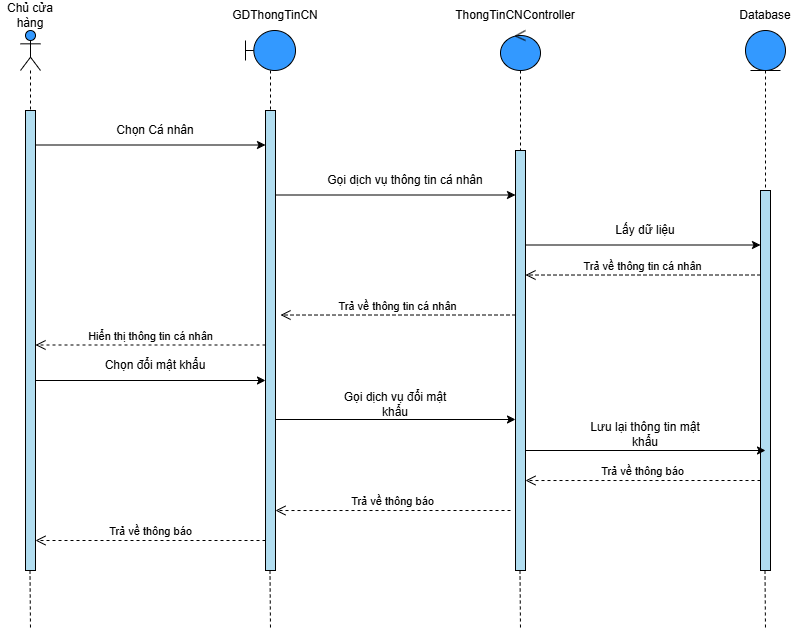 Chủ cửa
hàng
GDThongTinCN
ThongTinCNController
Database
Chọn Cá nhân
Gọi dịch vụ thông tin cá nhân
Lấy dữ liệu
Trả về thông tin cá nhân
Trả về thông tin cá nhân
Hiển thị thông tin cá nhân
Chọn đổi mật khẩu
Gọi dịch vụ đổi mật
khẩu
Lưu lại thông tin mật
khẩu
Trả về thông báo
Trả về thông báo
Trả về thông báo